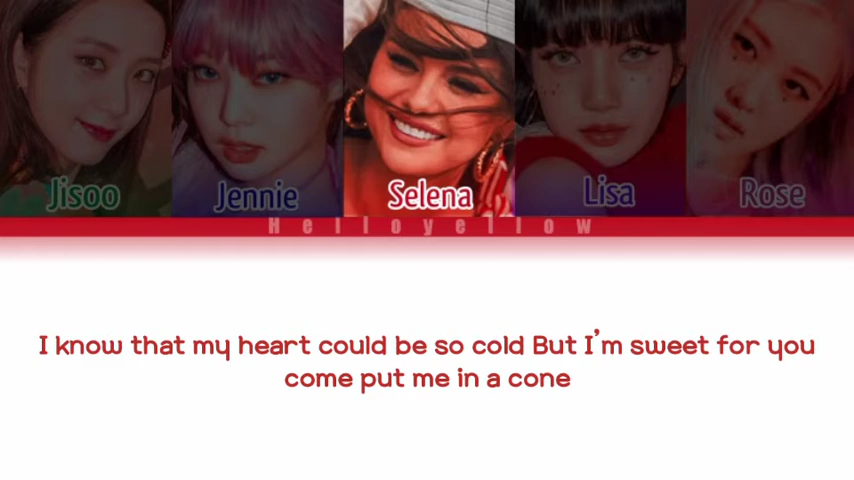 Jisoo Jennie Selena Lisa Rose
Helloyellow
I know that my heart could be so cold But I'm sweet for you
come put me in a cone